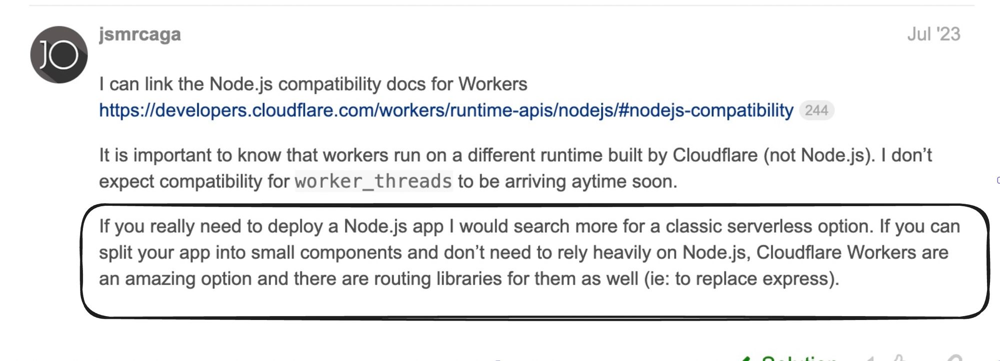 JO
jsmrcaga
Jul '23
I can link the Node.js compatibility docs for Workers
https://developers.cloudflare.com/workers/runtime-apis/nodejs/#nodejs-compatibility 244
It is important to know that workers run on a different runtime built by Cloudflare (not Node.js). I don’t
expect compatibility for worker_threads to be arriving aytime soon.
If you really need to deploy a Node.js app I would search more for a classic serverless option. If you can
split your app into small components and don’t need to rely heavily on Node.js, Cloudflare Workers are
an amazing option and there are routing libraries for them as well (ie: to replace express).
Solution